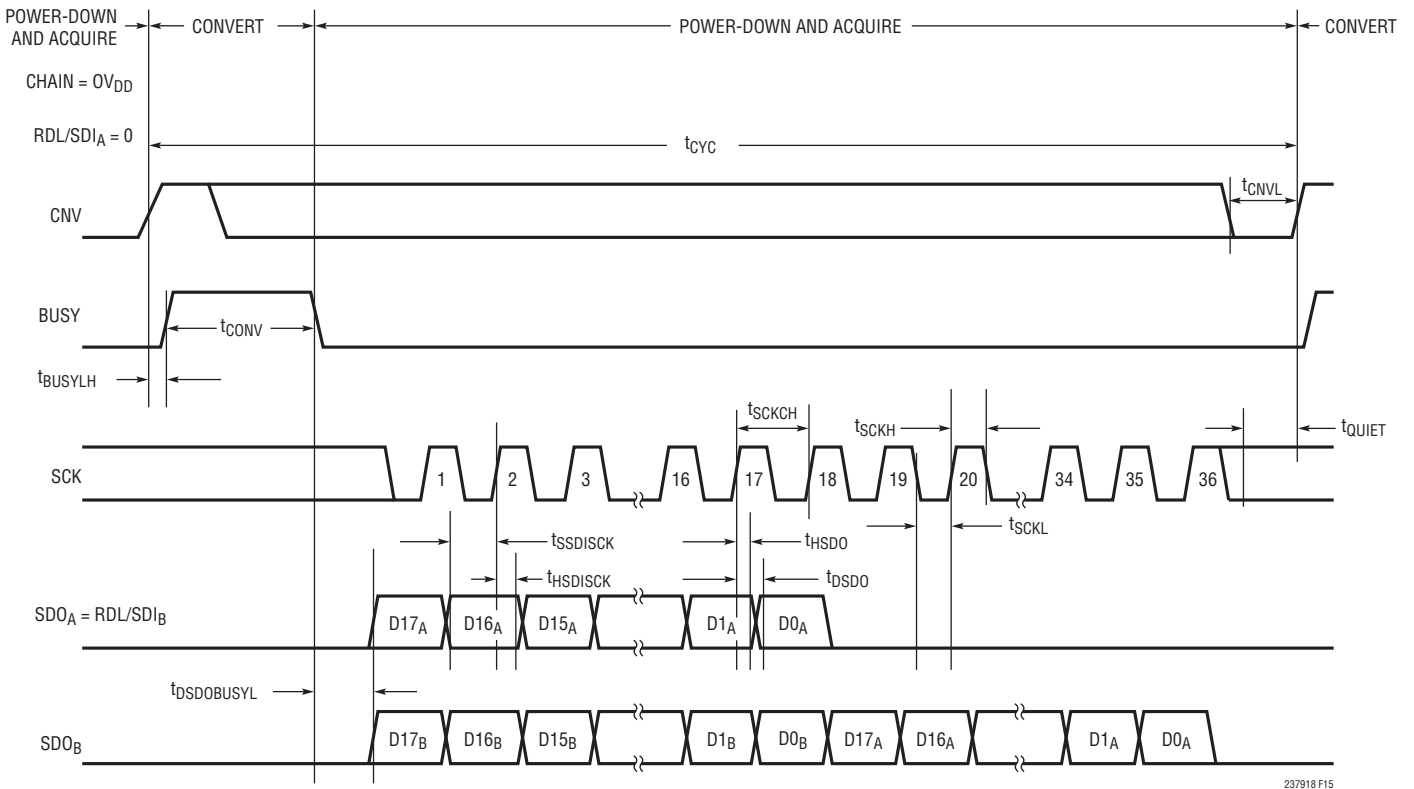 POWER-DOWN
AND ACQUIRE
CONVERT
POWER-DOWN AND ACQUIRE
CONVERT
CHAIN = OVDD
RDL/SDIA = 0
tCYC
CNV
tCNVL
BUSY
tCONV
tBUSYLH
tSCKCH
tSCKH
tQUIET
SCK
1
2
3
16
17
18
19
20
34
35
36
tSSDISCK
tHSDO
tSCKL
tHSDISCK
tDSDO
SDOA = RDL/SDIB
D17A
D16A
D15A
D1A
D0A
tDSDOBUSYL
SDOB
D17B
D16B
D15B
D1B
D0B
D17A
D16A
D1A
D0A
237918 F15